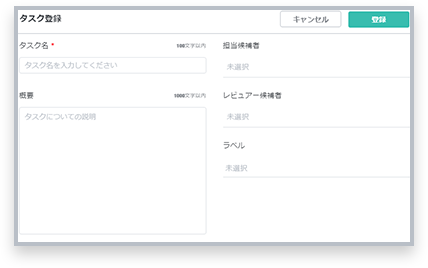 タスク登録
キャンセル
登録
タスク名 *
100文字以内
タスク名を入力してください
概要
1000文字以内
タスクについての説明
担当候補者
未選択
レビュアー候補者
未選択
ラベル
未選択